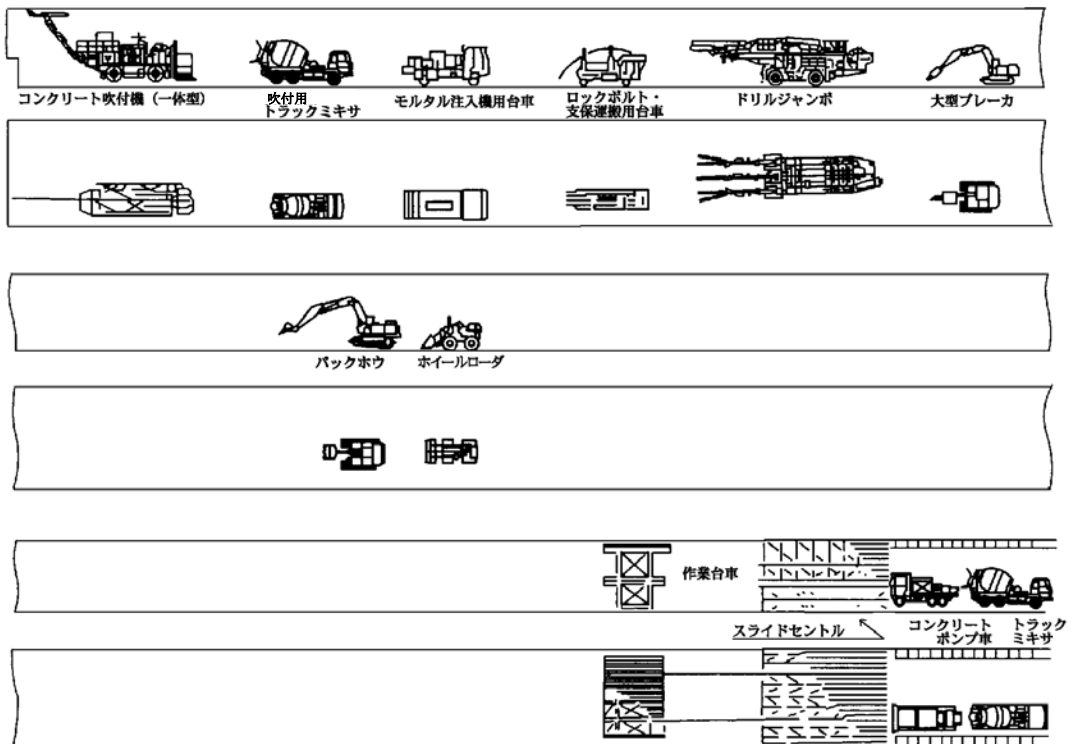 コンクリート吹付機（一体型）
吹付用
トラックミキサ
モルタル注入機用台車
ロックボルト・
支保運搬用台車
ドリルジャンボ
大型ブレーカ
バックホウ
ホイールローダ
作業台車
スライドセントル
コンクリート
ポンプ車
トラック
ミキサ